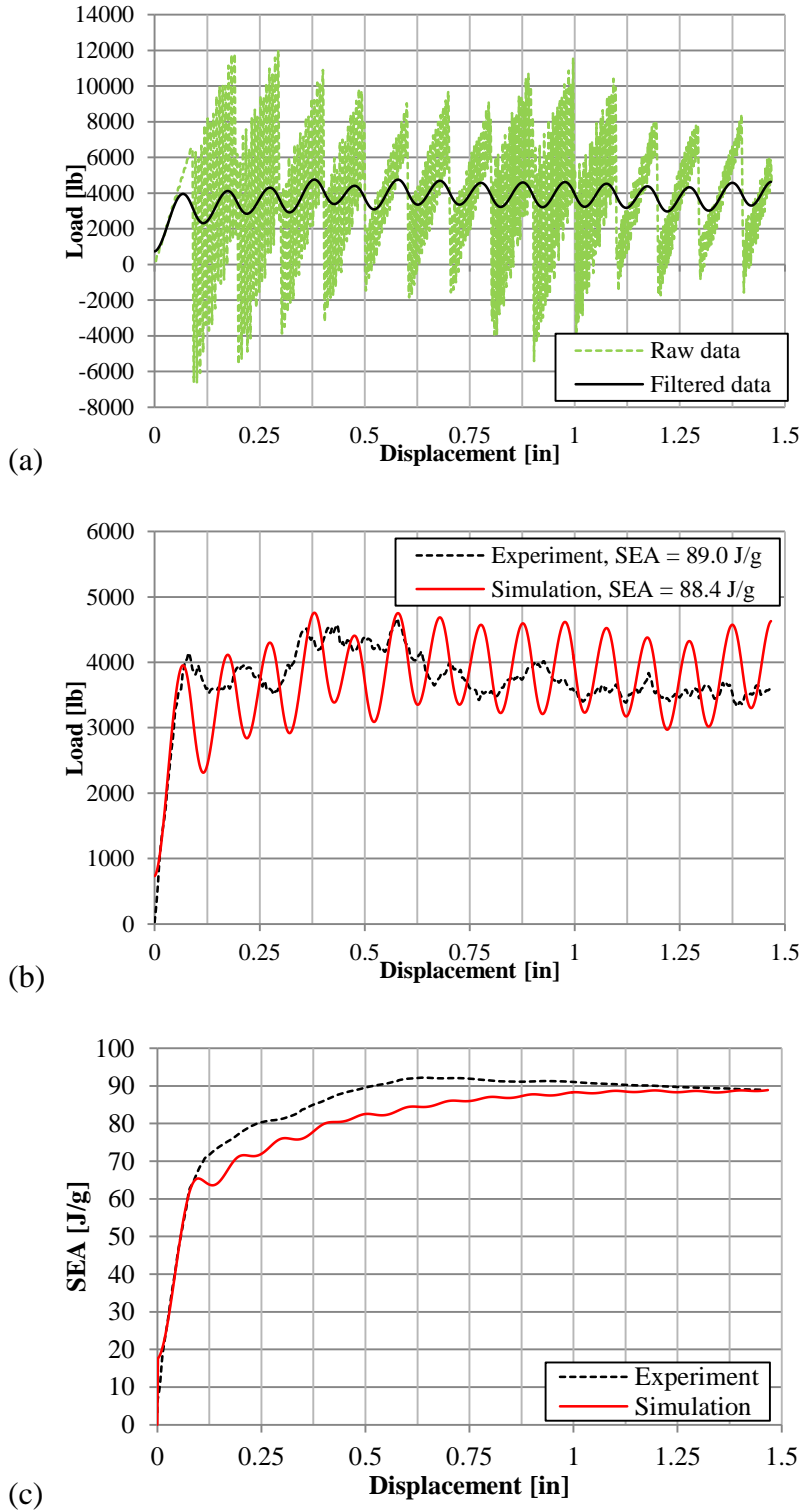 14000
12000
10000
8000
6000
4000
2000
0
-2000
-4000
-6000
-8000
Load [lb]
Raw data
Filtered data
0 0.25 0.5 0.75 1 1.25 1.5
Displacement [in]
(a)
6000
5000
4000
3000
2000
1000
0
Load [lb]
Experiment, SEA = 89.0 J/g
Simulation, SEA = 88.4 J/g
0 0.25 0.5 0.75 1 1.25 1.5
Displacement [in]
(b)
100
90
80
70
60
50
40
30
20
10
0
SEA [J/g]
Experiment
Simulation
0 0.25 0.5 0.75 1 1.25 1.5
Displacement [in]
(c)